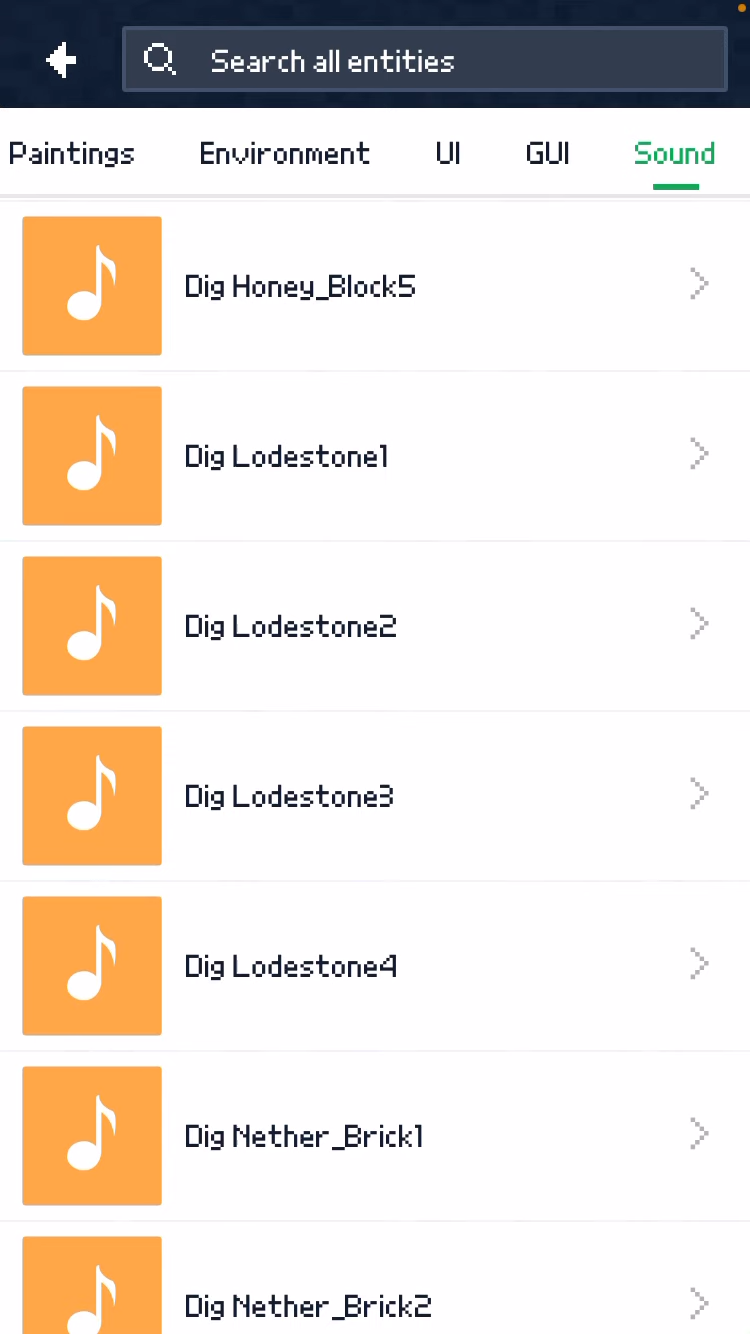 Search all entities
Paintings Environment UI GUI Sound
Dig Honey_Block5
Dig Lodestone1
Dig Lodestone2
Dig Lodestone3
Dig Lodestone4
Dig Nether_Brick1
Dig Nether_Brick2